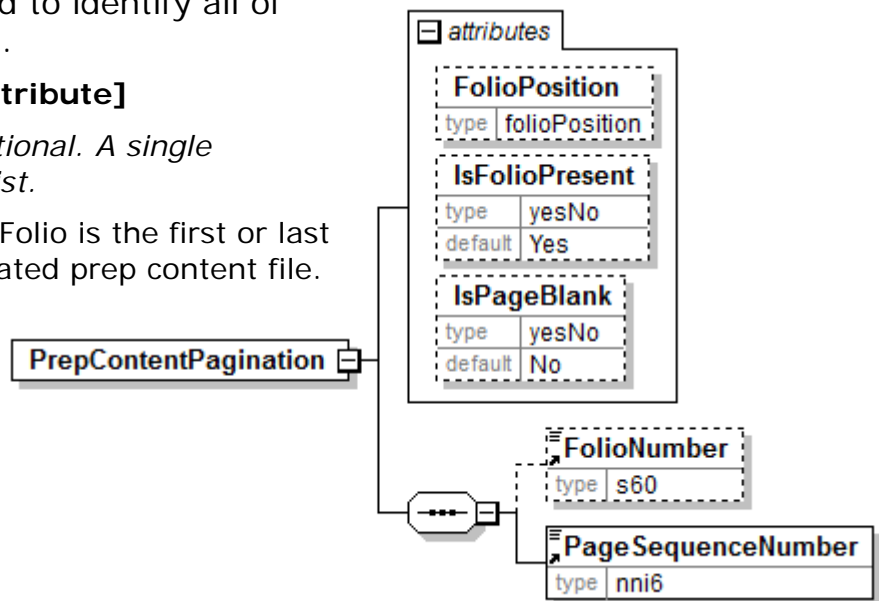 d to identify all of
.
tribute]
tional. A single
ist.
Folio is the first or last
ated prep content file.
attributes
FolioPosition
type folioPosition
IsFolioPresent
type yesNo
default Yes
IsPageBlank
type yesNo
default No
PrepContentPagination
FolioNumber
type s60
PageSequenceNumber
type nni6